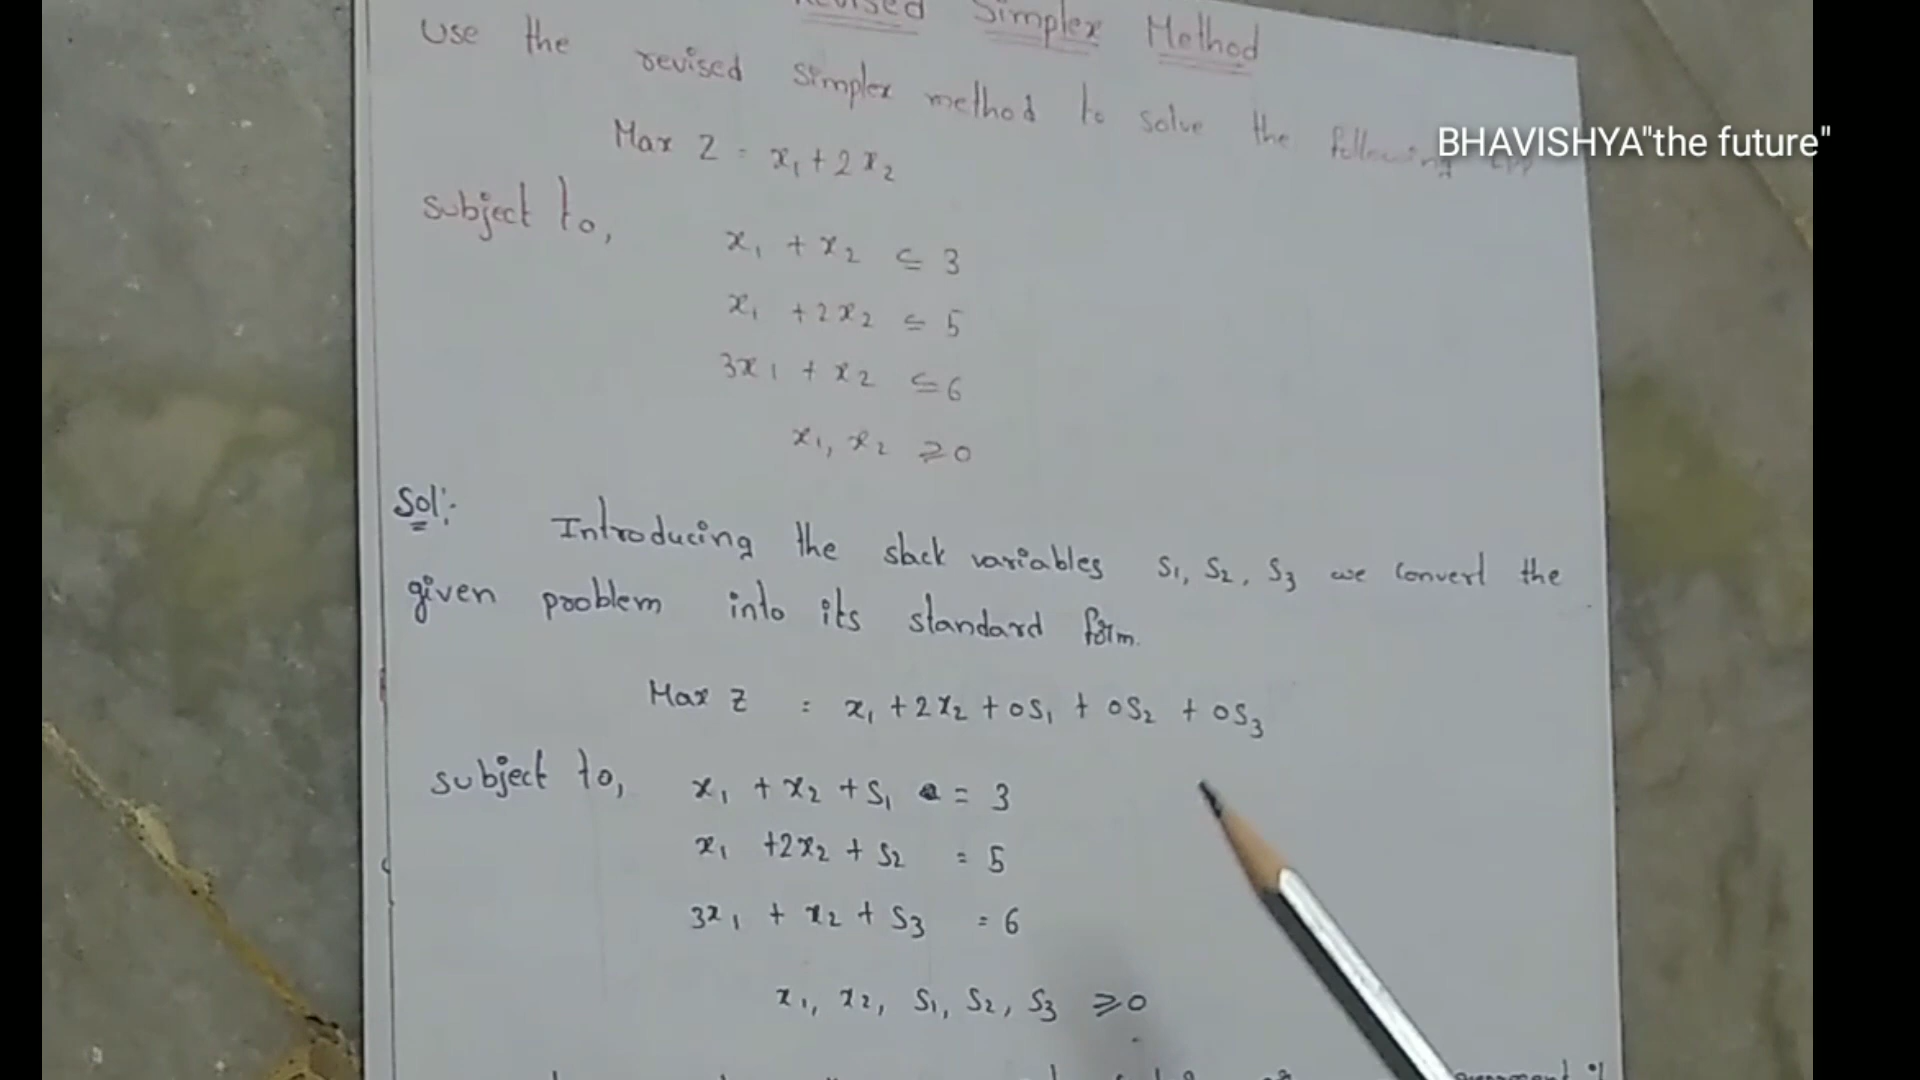 Revised Simplex Method
Use the revised simplex method to solve the following
BHAVISHYA"the future"
Max Z = x₁ + 2x₂
subject to,
x₁ + x₂ ≤ 3
x₁ + 2x₂ ≤ 5
3x₁ + x₂ ≤ 6
x₁, x₂ ≥ 0
Sol:-
Introducing the slack variables S₁, S₂, S₃ we convert the
given problem into its standard form.
Max Z = x₁ + 2x₂ + 0S₁ + 0S₂ + 0S₃
subject to,
x₁ + x₂ + S₁ = 3
x₁ + 2x₂ + S₂ = 5
3x₁ + x₂ + S₃ = 6
x₁, x₂, S₁, S₂, S₃ ≥ 0